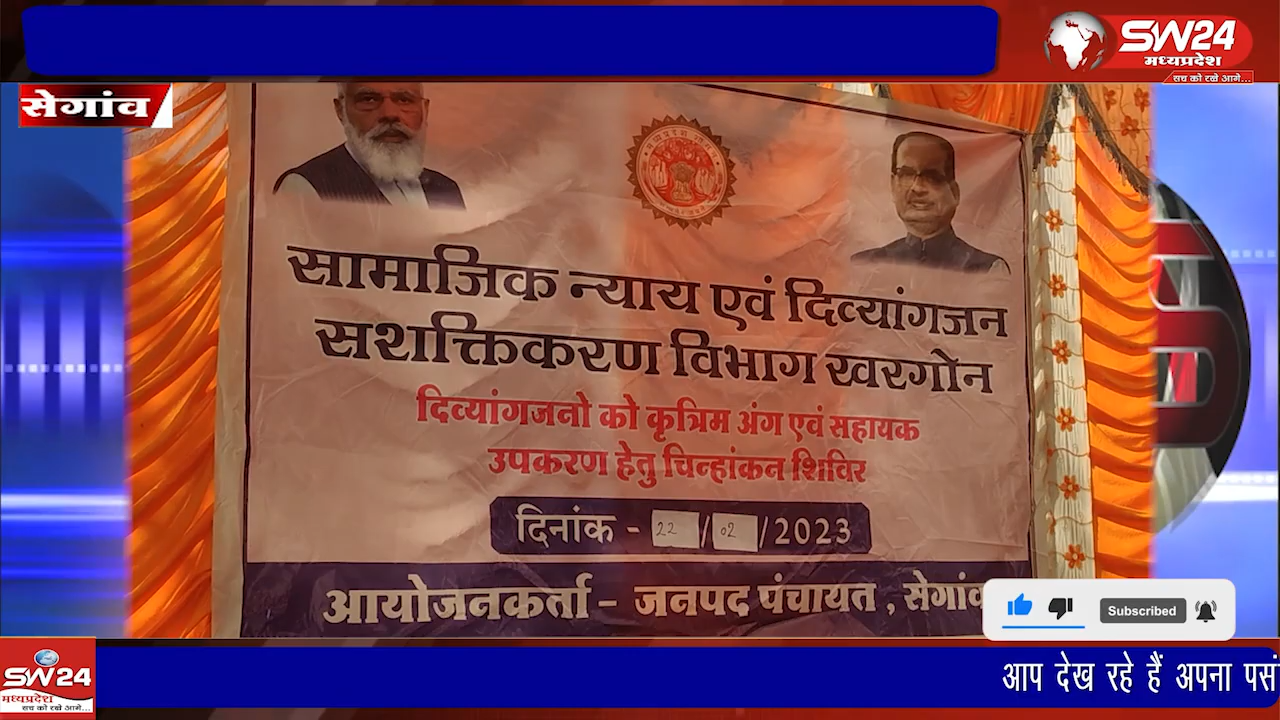 SW24
मध्यप्रदेश
सच को रखे आगे...
सेगांव
सामाजिक न्याय एवं दिव्यांगजन
सशक्तिकरण विभाग खरगोन
दिव्यांगजनो को कृत्रिम अंग एवं सहायक
उपकरण हेतु चिन्हांकन शिविर
दिनांक - 22/02/2023
आयोजनकर्ता - जनपद पंचायत , सेगांव
Subscribed
SW24
मध्यप्रदेश
सच को रखे आगे...
आप देख रहे हैं अपना पसं